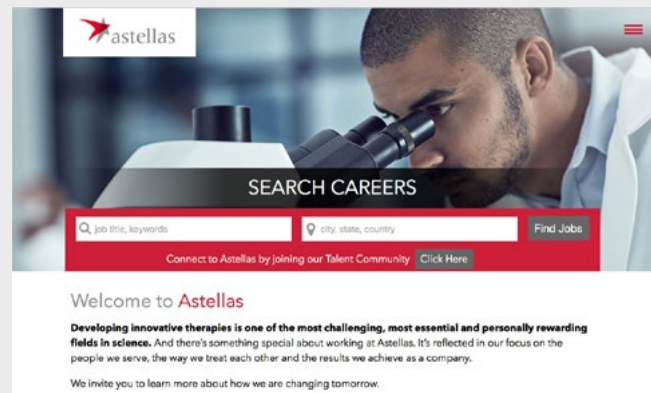 astellas
SEARCH CAREERS
job title, keywords
city, state, country
Find Jobs
Connect to Astellas by joining our Talent Community Click Here
Welcome to Astellas
Developing innovative therapies is one of the most challenging, most essential and personally rewarding
fields in science. And there's something special about working at Astellas. It's reflected in our focus on the
people we serve, the way we treat each other and the results we achieve as a company.
We invite you to learn more about how we are changing tomorrow.